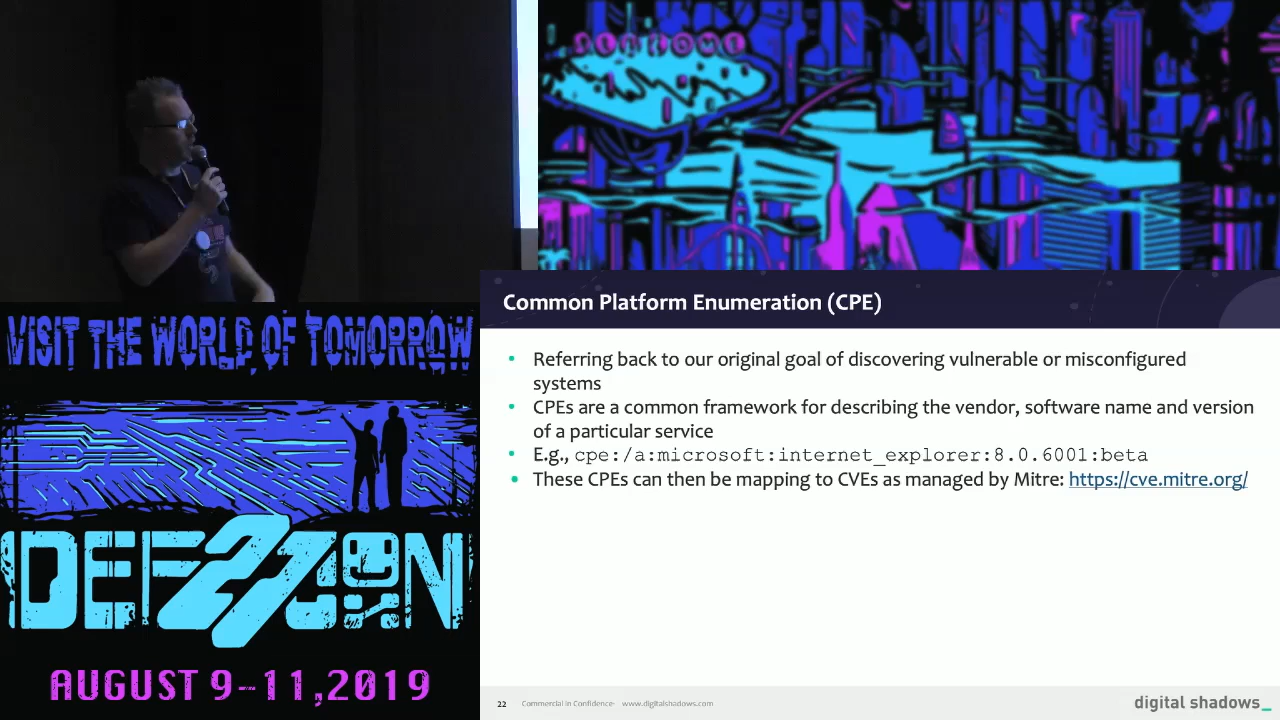 WELCOME
VISIT THE WORLD OF TOMORROW
DEF CON
27
AUGUST 9-11, 2019
Common Platform Enumeration (CPE)
• Referring back to our original goal of discovering vulnerable or misconfigured
systems
• CPEs are a common framework for describing the vendor, software name and version
of a particular service
• E.g., cpe:/a:microsoft:internet_explorer:8.0.6001:beta
• These CPEs can then be mapping to CVEs as managed by Mitre: https://cve.mitre.org/
22 Commercial in Confidence· www.digitalshadows.com
digital shadows_